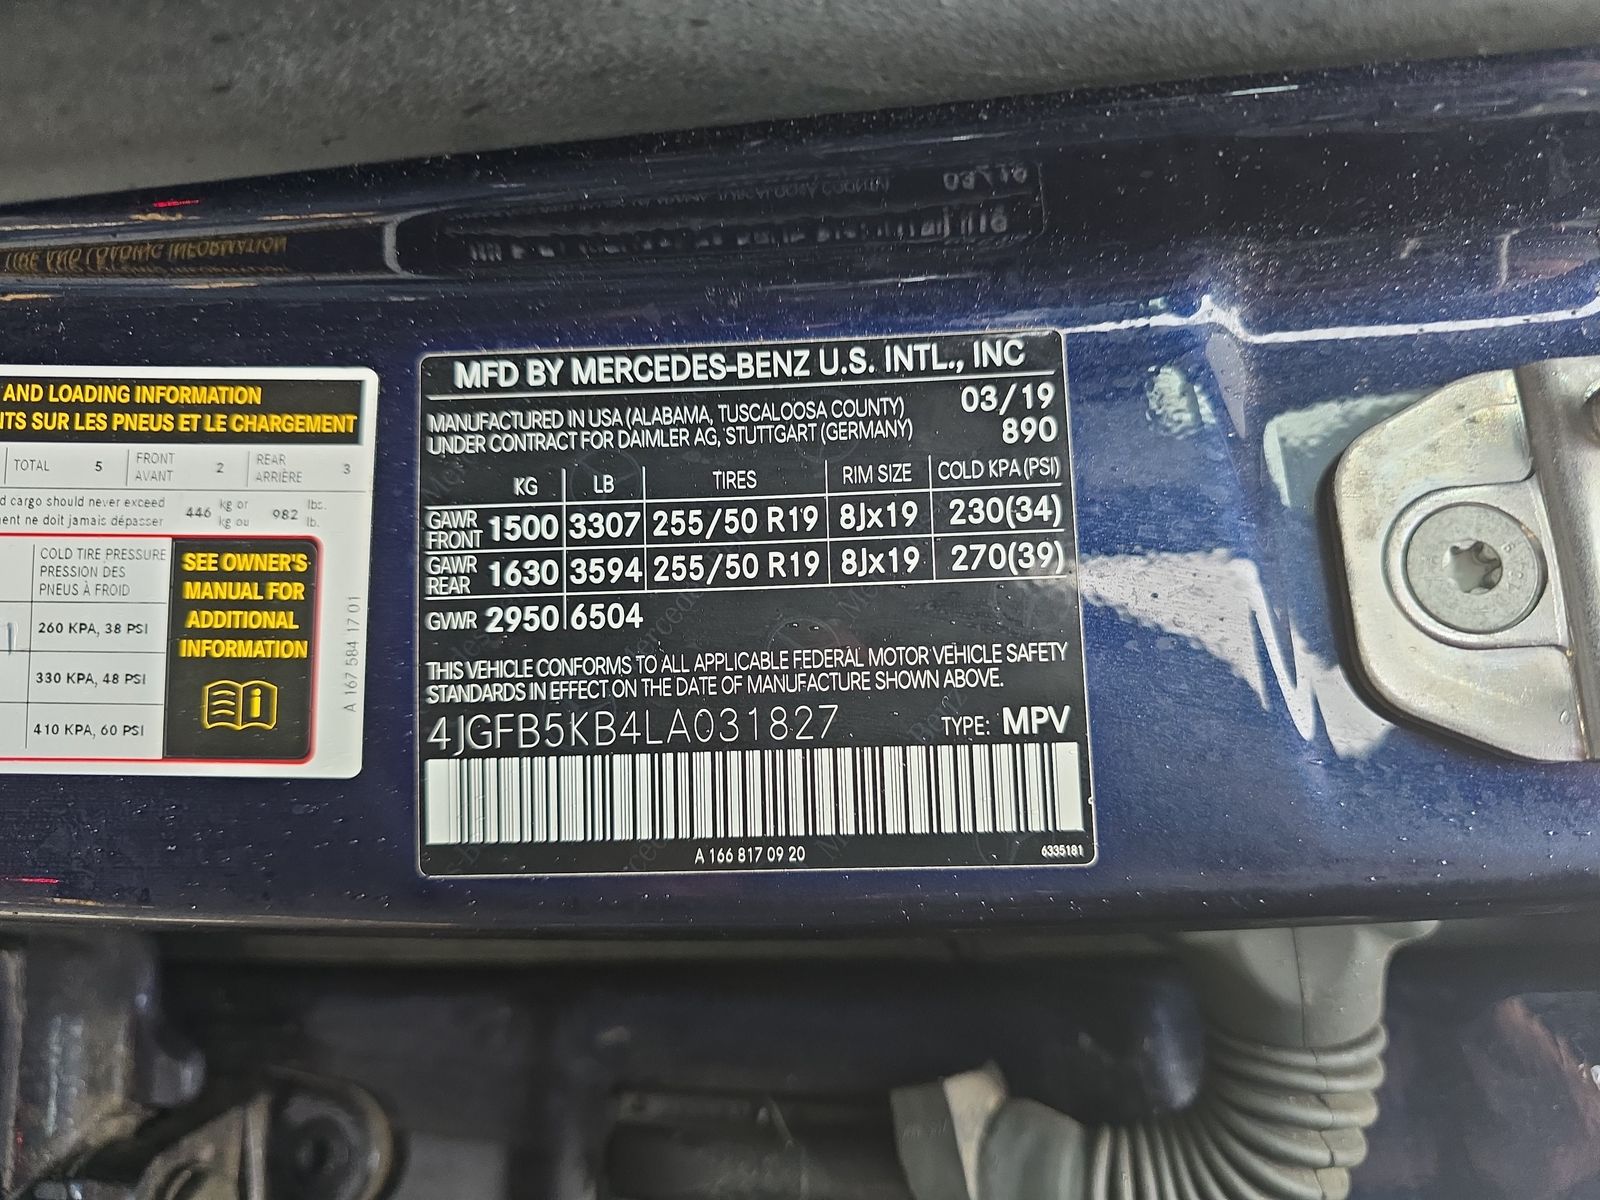 AND LOADING INFORMATION
NTS SUR LES PNEUS ET LE CHARGEMENT
TOTAL 5 FRONT AVANT 2 REAR ARRIÈRE 3
cargo should never exceed 446 kg or 982 lbs.
ne doit jamais dépasser kg ou lb.
COLD TIRE PRESSURE
PRESSION DES
PNEUS À FROID
260 KPA, 38 PSI
330 KPA, 48 PSI
410 KPA, 60 PSI
SEE OWNER'S
MANUAL FOR
ADDITIONAL
INFORMATION
A 167 584 17 01
MFD BY MERCEDES-BENZ U.S. INTL., INC
MANUFACTURED IN USA (ALABAMA, TUSCALOOSA COUNTY) 03/19
UNDER CONTRACT FOR DAIMLER AG, STUTTGART (GERMANY) 890
KG LB TIRES RIM SIZE COLD KPA (PSI)
GAWR FRONT 1500 3307 255/50 R19 8Jx19 230(34)
GAWR REAR 1630 3594 255/50 R19 8Jx19 270(39)
GVWR 2950 6504
THIS VEHICLE CONFORMS TO ALL APPLICABLE FEDERAL MOTOR VEHICLE SAFETY
STANDARDS IN EFFECT ON THE DATE OF MANUFACTURE SHOWN ABOVE.
4JGFB5KB4LA031827 TYPE: MPV
A 166 817 09 20 6335181